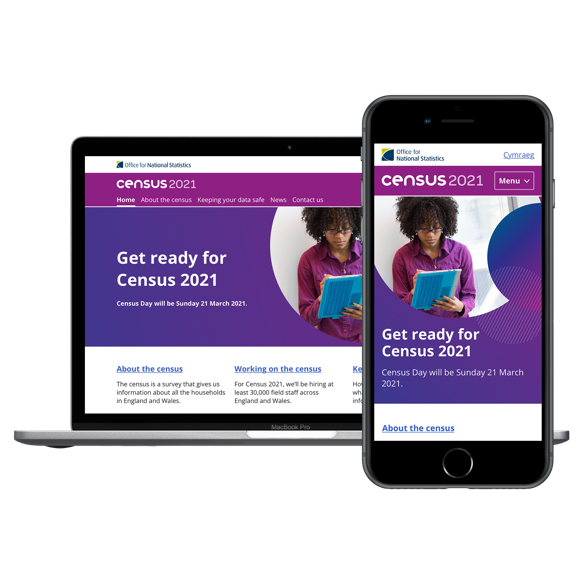 Office for National Statistics
census 2021
Home About the census Keeping your data safe News Contact us
Get ready for
Census 2021
Census Day will be Sunday 21 March 2021.
About the census
The census is a survey that gives us
information about all the households
in England and Wales.
Working on the census
For Census 2021, we'll be hiring at
least 30,000 field staff across
England and Wales.
Ke
Ho
wh
inf
MacBook Pro
Office for
National Statistics
Cymraeg
census 2021
Menu
Get ready for
Census 2021
Census Day will be Sunday 21 March
2021.
About the census